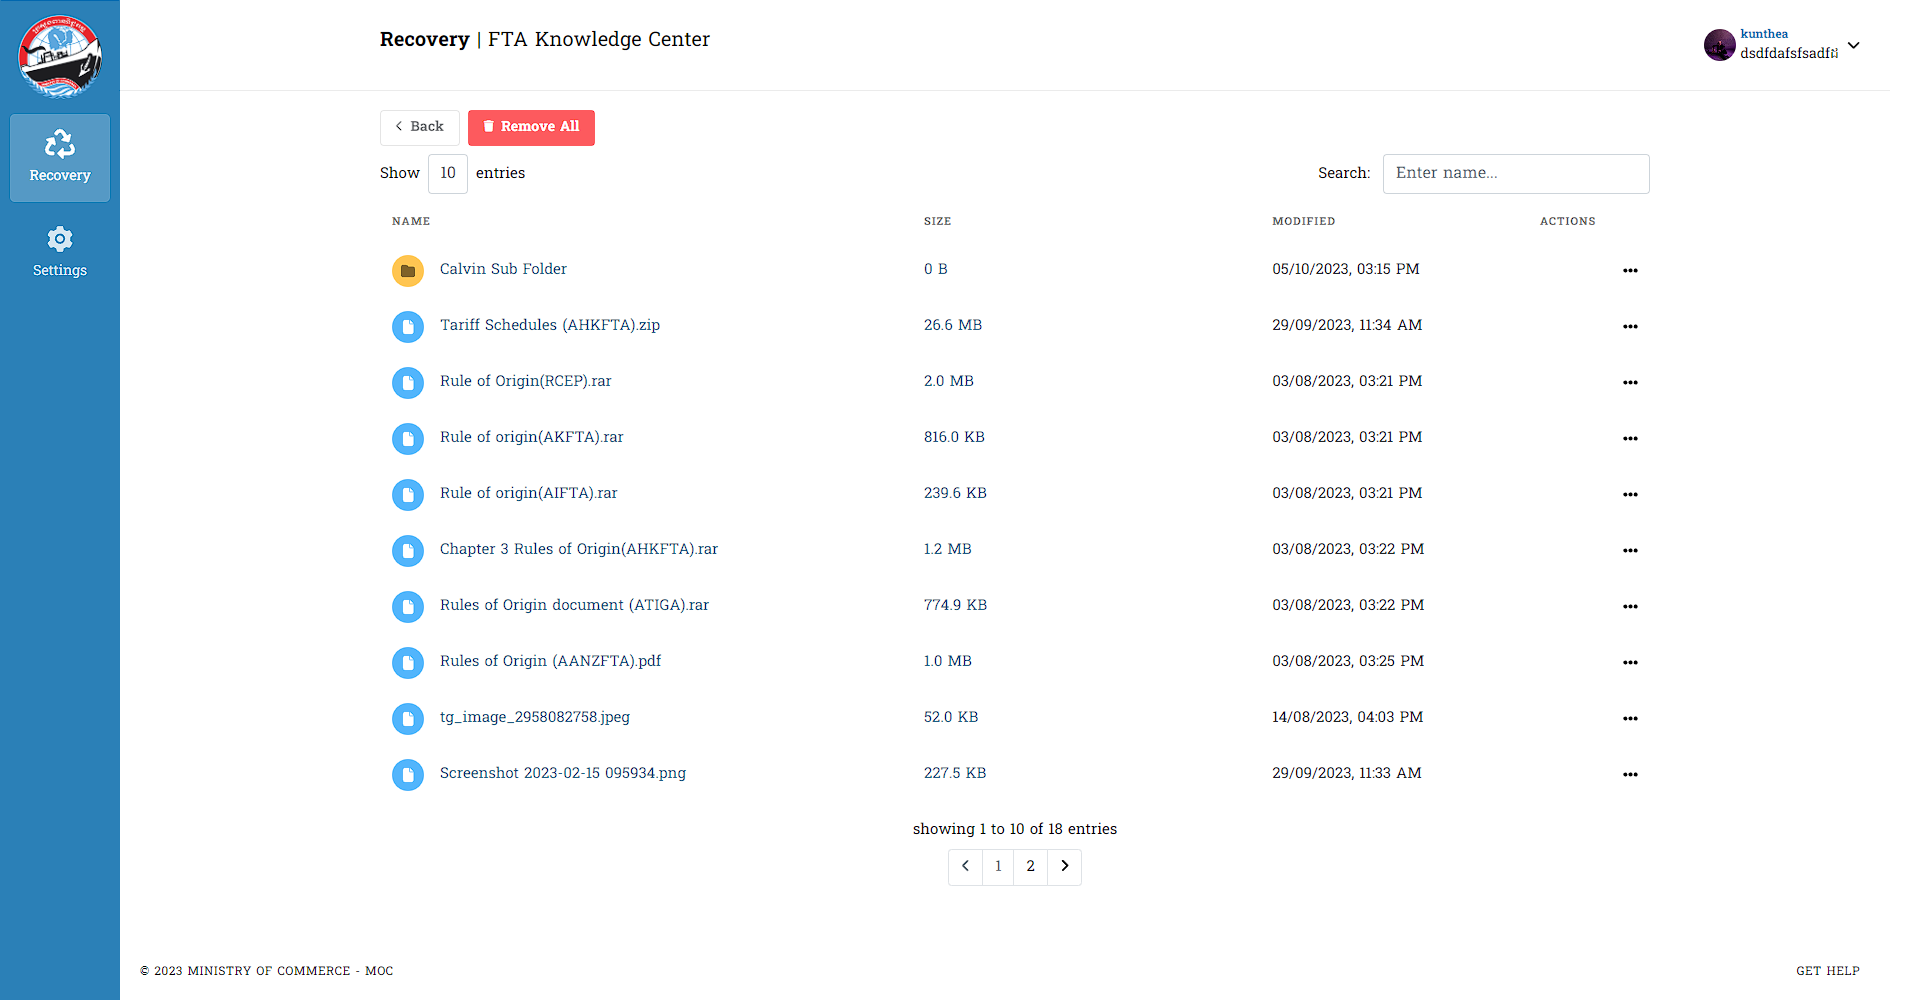 Recovery | FTA Knowledge Center
kunthea
Recovery
Settings
Back
Remove All
Show 10 entries
Search: Enter name...
NAME SIZE MODIFIED ACTIONS
Calvin Sub Folder 0 B 05/10/2023, 03:15 PM
Tariff Schedules (AHKFTA).zip 26.6 MB 29/09/2023, 11:34 AM
Rule of Origin(RCEP).rar 2.0 MB 03/08/2023, 03:21 PM
Rule of origin(AKFTA).rar 816.0 KB 03/08/2023, 03:21 PM
Rule of origin(AIFTA).rar 239.6 KB 03/08/2023, 03:21 PM
Chapter 3 Rules of Origin(AHKFTA).rar 1.2 MB 03/08/2023, 03:22 PM
Rules of Origin document (ATIGA).rar 774.9 KB 03/08/2023, 03:22 PM
Rules of Origin (AANZFTA).pdf 1.0 MB 03/08/2023, 03:25 PM
tg_image_2958082758.jpeg 52.0 KB 14/08/2023, 04:03 PM
Screenshot 2023-02-15 095934.png 227.5 KB 29/09/2023, 11:33 AM
showing 1 to 10 of 18 entries
1 2
© 2023 MINISTRY OF COMMERCE - MOC
GET HELP